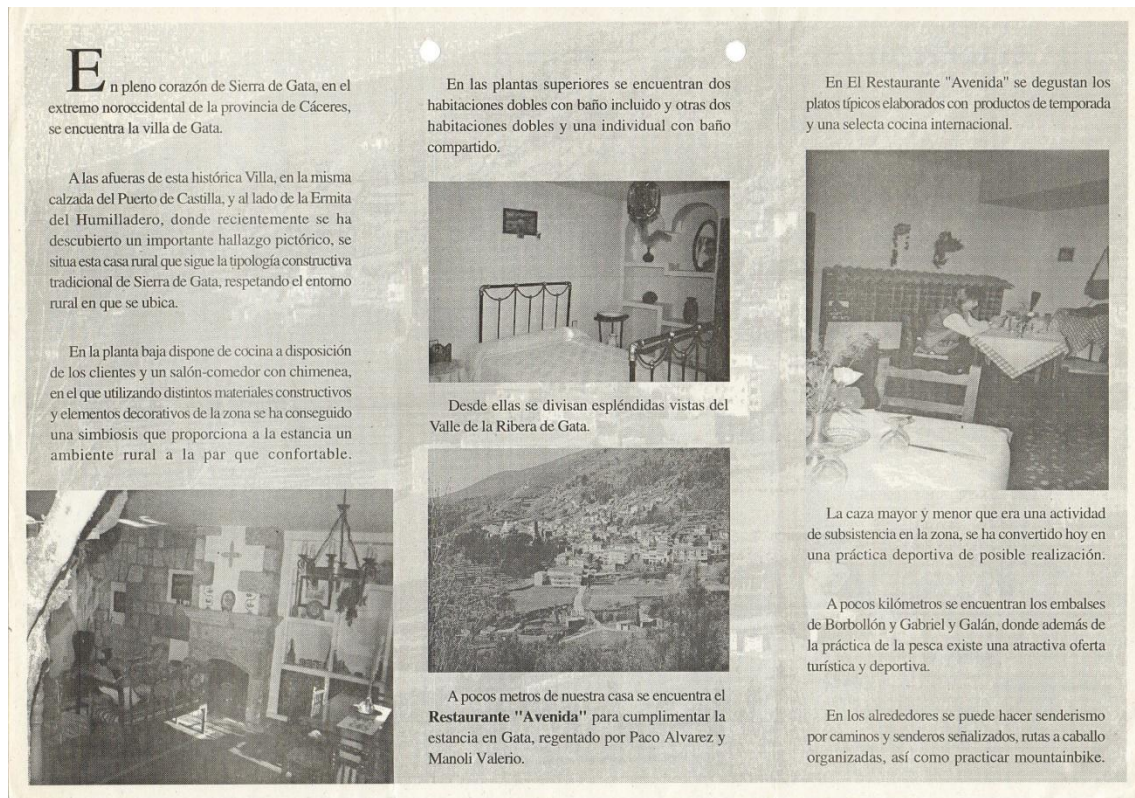 En pleno corazón de Sierra de Gata, en el
extremo noroccidental de la provincia de Cáceres,
se encuentra la villa de Gata.
A las afueras de esta histórica Villa, en la misma
calzada del Puerto de Castilla, y al lado de la Ermita
del Humilladero, donde recientemente se ha
descubierto un importante hallazgo pictórico, se
situa esta casa rural que sigue la tipología constructiva
tradicional de Sierra de Gata, respetando el entorno
rural en que se ubica.
En la planta baja dispone de cocina a disposición
de los clientes y un salón-comedor con chimenea,
en el que utilizando distintos materiales constructivos
y elementos decorativos de la zona se ha conseguido
una simbiosis que proporciona a la estancia un
ambiente rural a la par que confortable.
En las plantas superiores se encuentran dos
habitaciones dobles con baño incluido y otras dos
habitaciones dobles y una individual con baño
compartido.
Desde ellas se divisan espléndidas vistas del
Valle de la Ribera de Gata.
A pocos metros de nuestra casa se encuentra el
Restaurante "Avenida" para cumplimentar la
estancia en Gata, regentado por Paco Alvarez y
Manoli Valerio.
En El Restaurante "Avenida" se degustan los
platos típicos elaborados con productos de temporada
y una selecta cocina internacional.
La caza mayor y menor que era una actividad
de subsistencia en la zona, se ha convertido hoy en
una práctica deportiva de posible realización.
A pocos kilómetros se encuentran los embalses
de Borbollón y Gabriel y Galán, donde además de
la práctica de la pesca existe una atractiva oferta
turística y deportiva.
En los alrededores se puede hacer senderismo
por caminos y senderos señalizados, rutas a caballo
organizadas, así como practicar mountainbike.